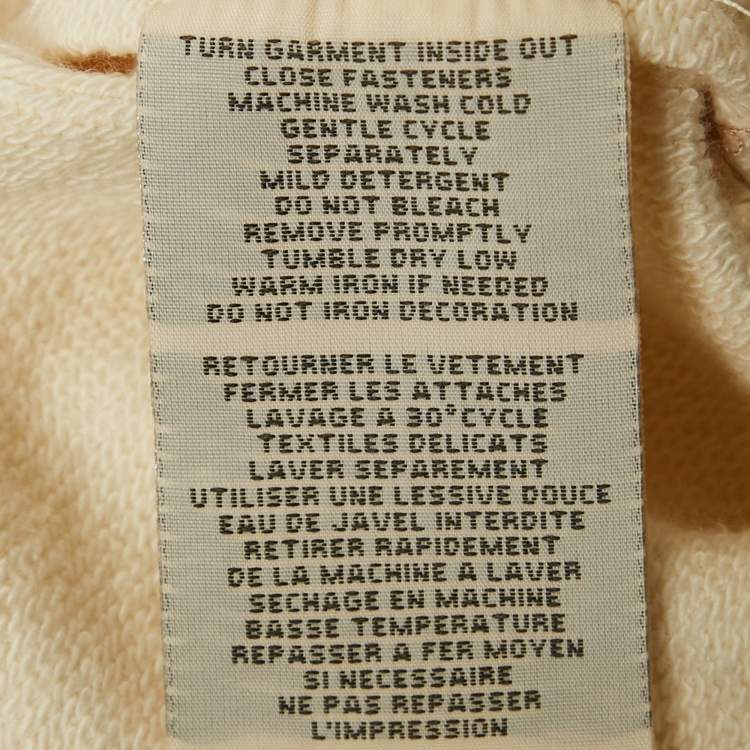 TURN GARMENT INSIDE OUT
CLOSE FASTENERS
MACHINE WASH COLD
GENTLE CYCLE
SEPARATELY
MILD DETERGENT
DO NOT BLEACH
REMOVE PROMPTLY
TUMBLE DRY LOW
WARM IRON IF NEEDED
DO NOT IRON DECORATION
RETOURNER LE VETEMENT
FERMER LES ATTACHES
LAVAGE A 30°CYCLE
TEXTILES DELICATS
LAVER SEPAREMENT
UTILISER UNE LESSIVE DOUCE
EAU DE JAVEL INTERDITE
RETIRER RAPIDEMENT
DE LA MACHINE A LAVER
SECHAGE EN MACHINE
BASSE TEMPERATURE
REPASSER A FER MOYEN
SI NECESSAIRE
NE PAS REPASSER
L'IMPRESSION